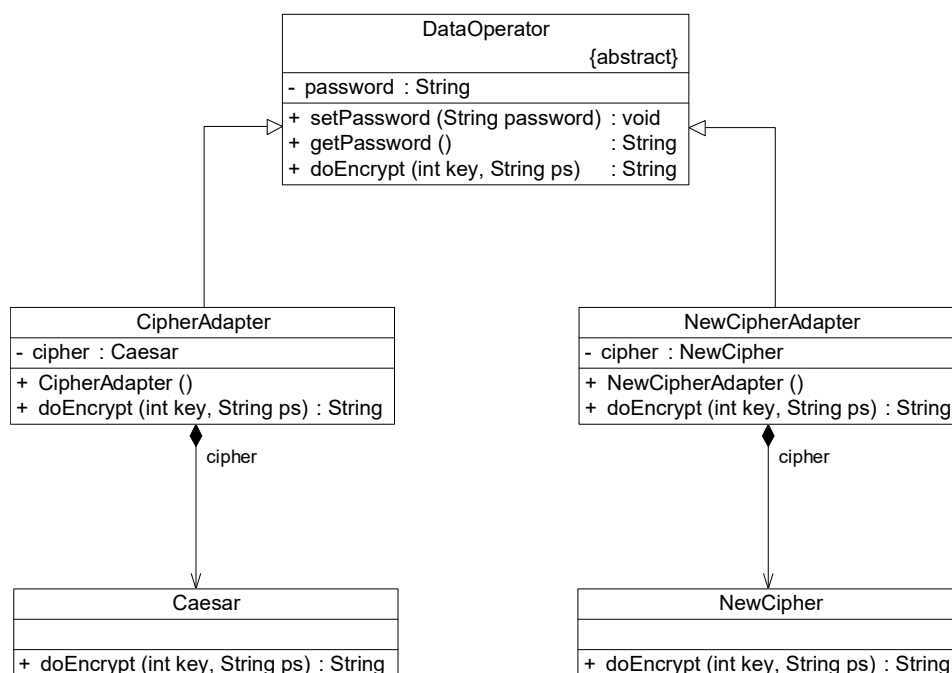 DataOperator
{abstract}
- password : String
+ setPassword (String password) : void
+ getPassword () : String
+ doEncrypt (int key, String ps) : String
CipherAdapter
- cipher : Caesar
+ CipherAdapter ()
+ doEncrypt (int key, String ps) : String
NewCipherAdapter
- cipher : NewCipher
+ NewCipherAdapter ()
+ doEncrypt (int key, String ps) : String
cipher
cipher
Caesar
+ doEncrypt (int key, String ps) : String
NewCipher
+ doEncrypt (int key, String ps) : String